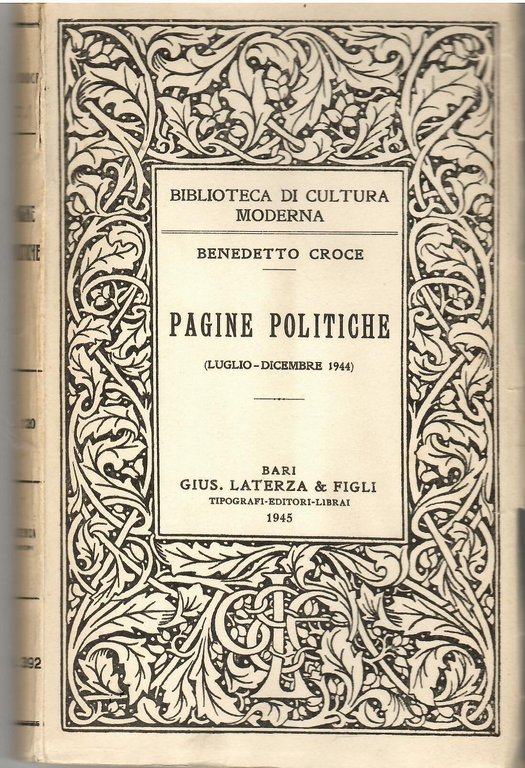 BIBLIOTECA DI CULTURA
MODERNA
BENEDETTO CROCE
PAGINE POLITICHE
(LUGLIO-DICEMBRE 1944)
BARI
GIUS. LATERZA & FIGLI
TIPOGRAFI-EDITORI-LIBRAI
1945